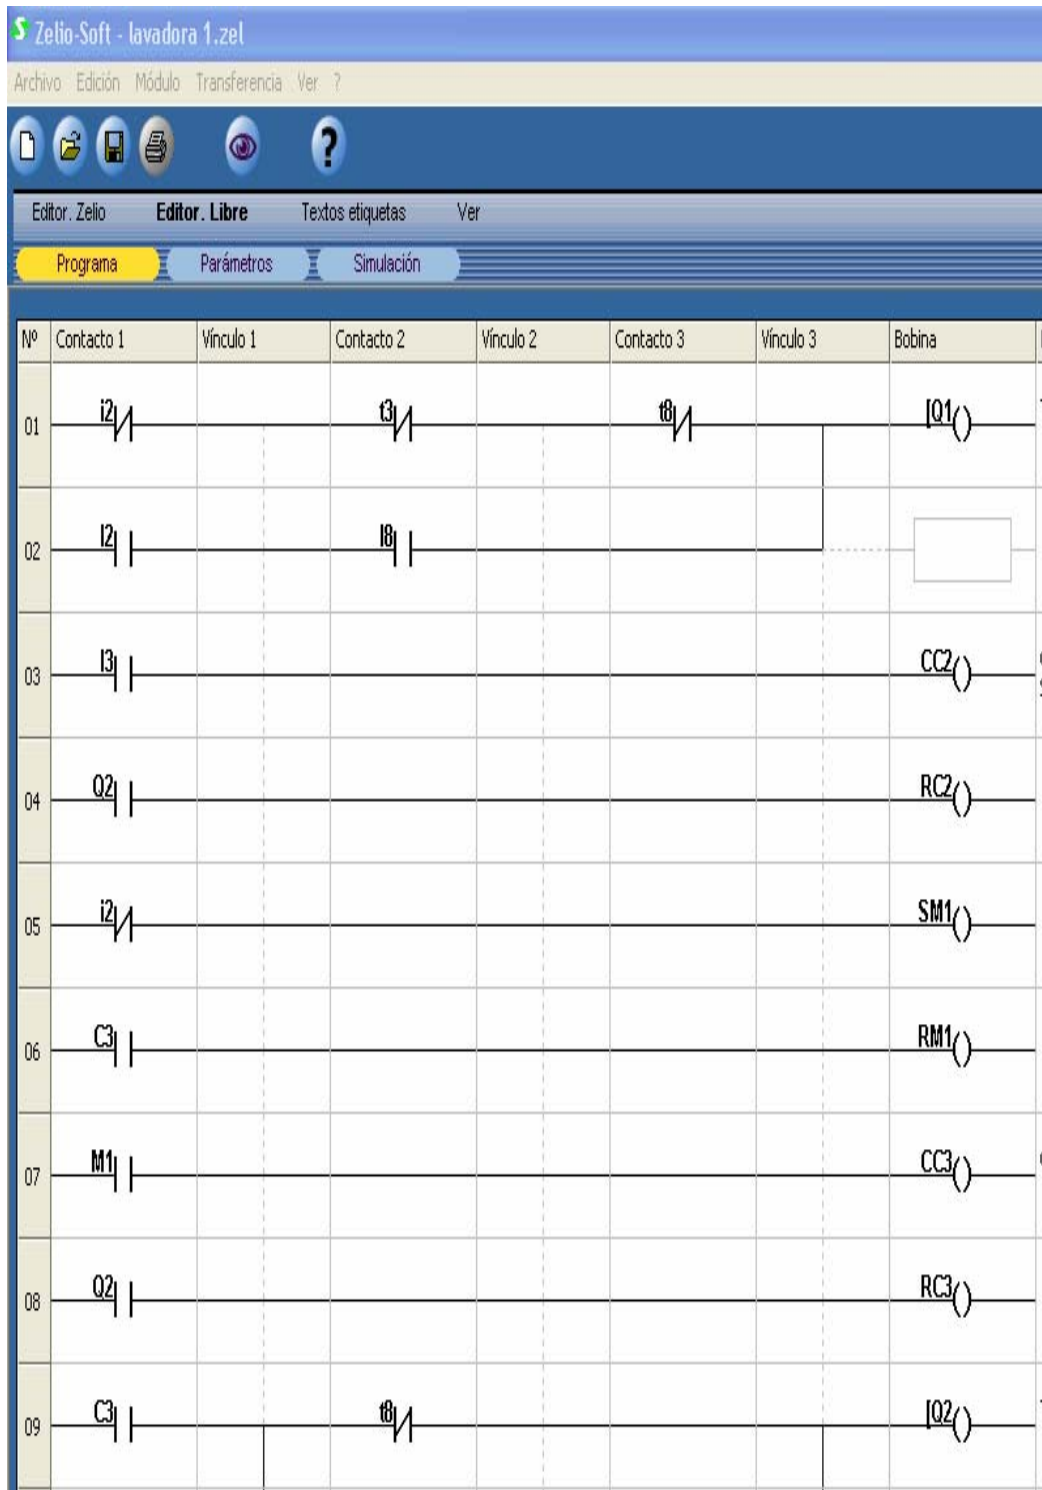 Zelio-Soft - lavadora 1.zel
Archivo Edición Módulo Transferencia Ver ?
?
Editor. Zelio Editor. Libre Textos etiquetas Ver
Programa Parámetros Simulación
Nº Contacto 1 Vínculo 1 Contacto 2 Vínculo 2 Contacto 3 Vínculo 3 Bobina
01 i2 t3 t8 [Q1
02 I2 I8
03 I3 CC2
04 Q2 RC2
05 i2 SM1
06 C3 RM1
07 M1 CC3
08 Q2 RC3
09 C3 t8 [Q2